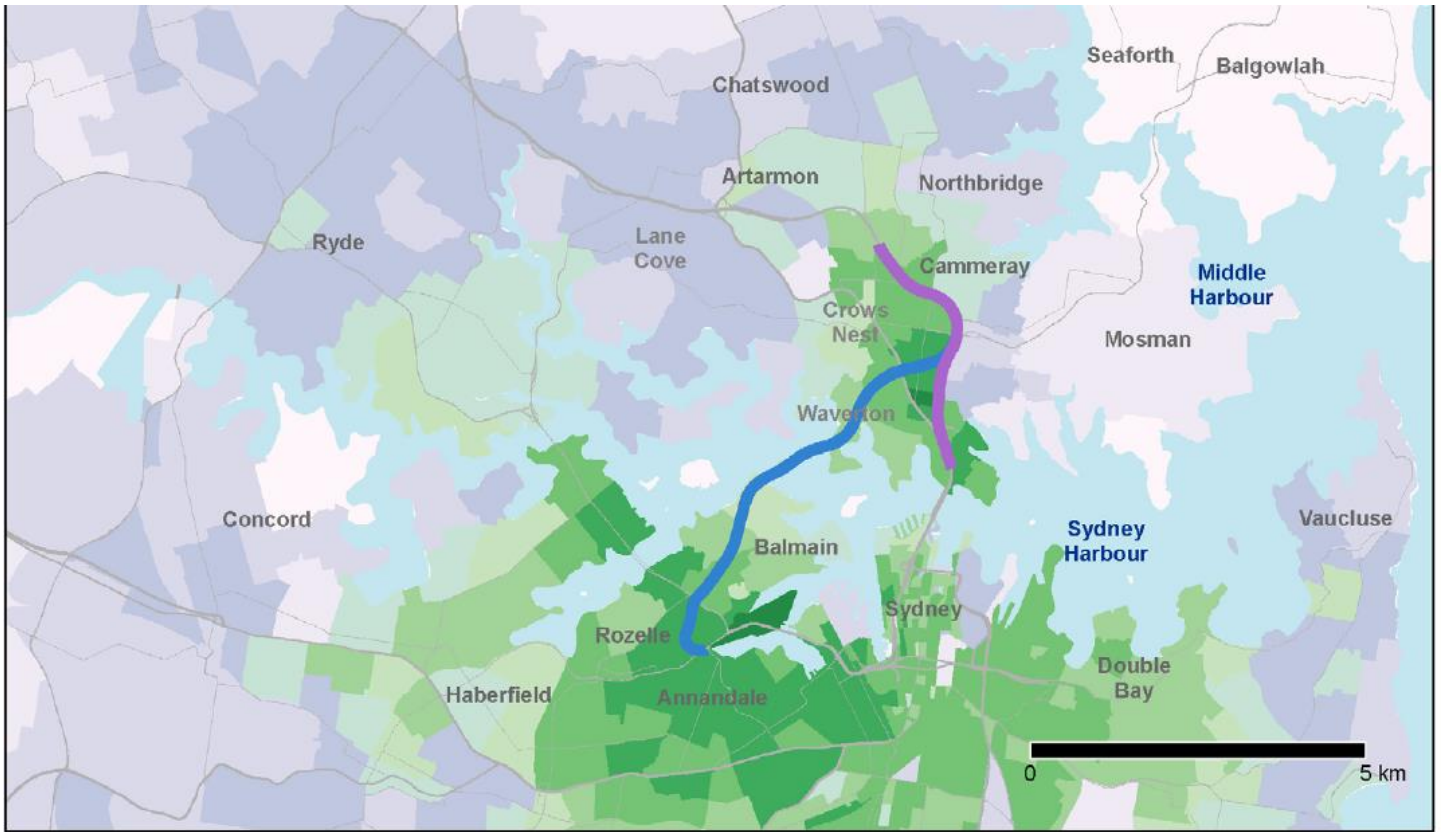 Seaforth
Balgowlah
Chatswood
Artarmon
Northbridge
Ryde
Lane
Cove
Cammeray
Middle
Harbour
Crows
Nest
Mosman
Waverton
Concord
Balmain
Sydney
Harbour
Vaucluse
Sydney
Rozelle
Haberfield
Annandale
Double
Bay
0
5 km